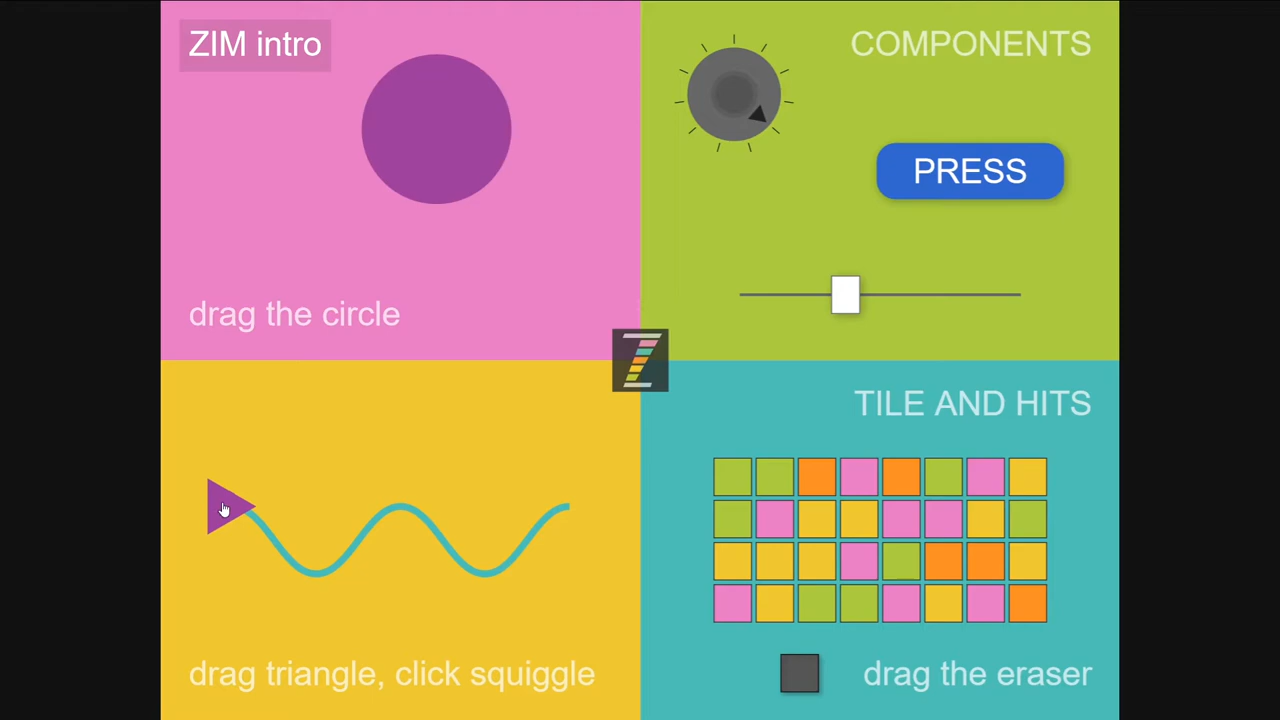 ZIM intro
drag the circle
COMPONENTS
PRESS
drag triangle, click squiggle
TILE AND HITS
drag the eraser